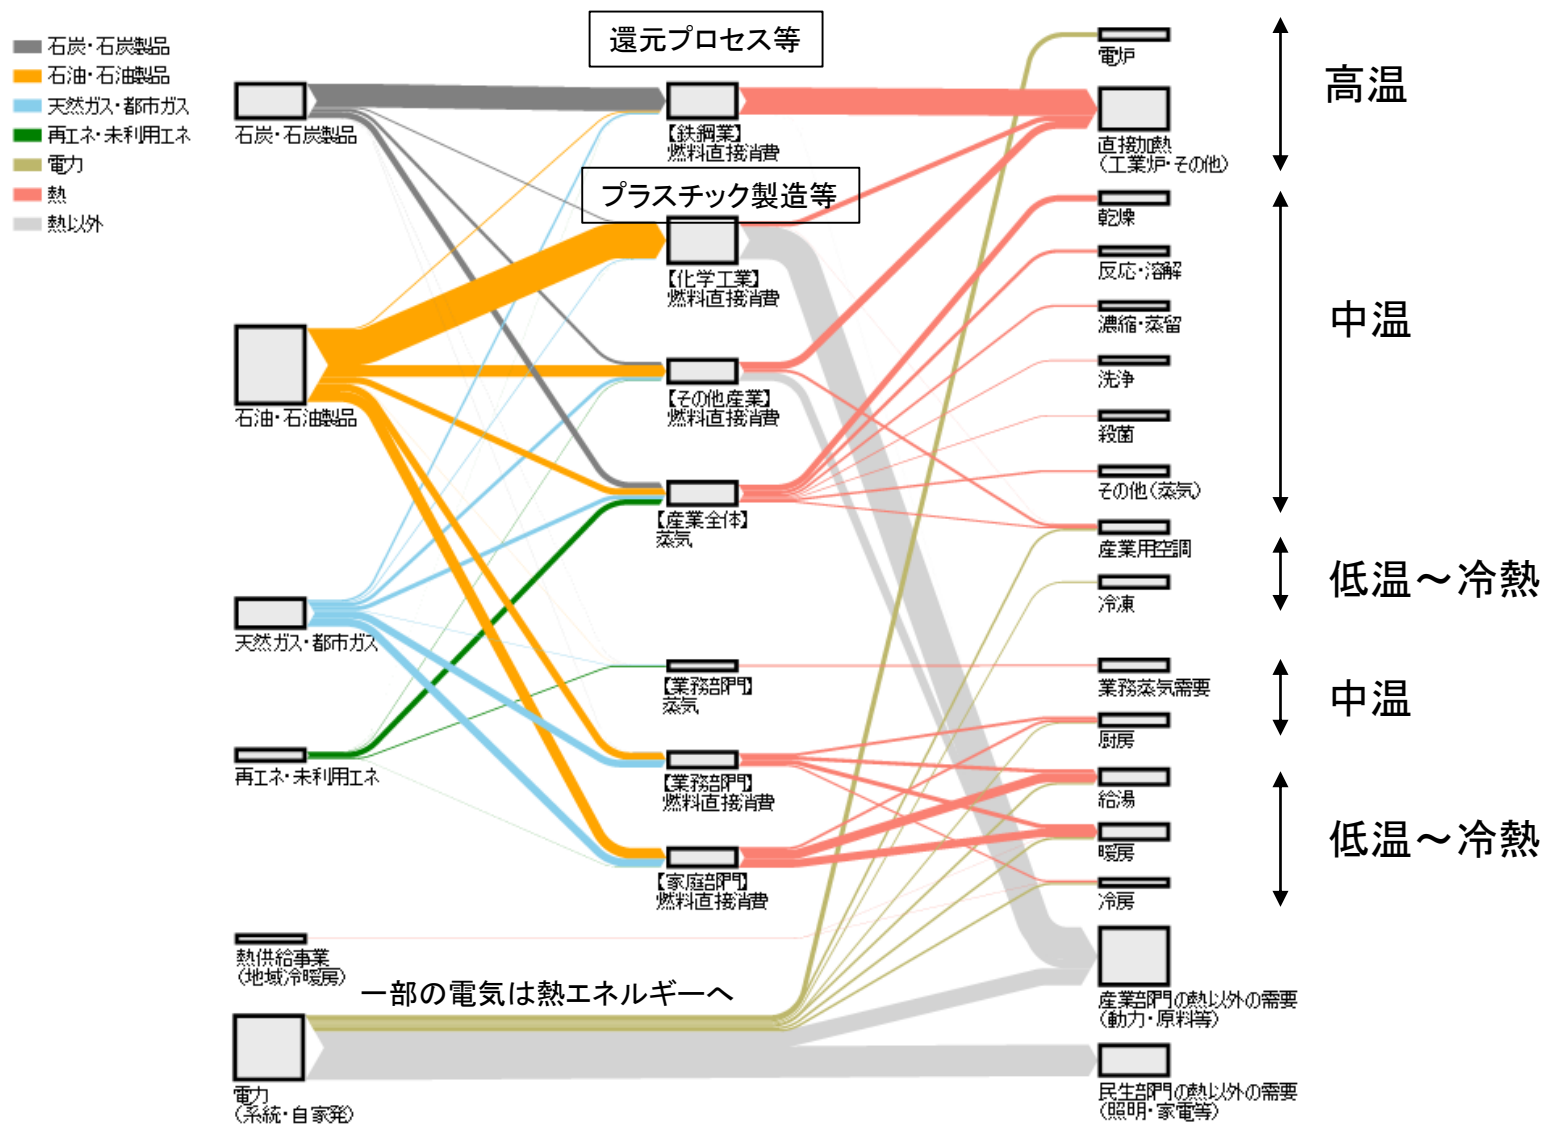 石炭・石炭製品
石油・石油製品
天然ガス・都市ガス
再エネ・未利用エネ
電力
熱
熱以外
石炭・石炭製品
石油・石油製品
天然ガス・都市ガス
再エネ・未利用エネ
熱供給事業
（地域冷暖房）
一部の電気は熱エネルギーへ
電力
（系統・自家発）
還元プロセス等
【鉄鋼業】
燃料直接消費
プラスチック製造等
【化学工業】
燃料直接消費
【その他産業】
燃料直接消費
【産業全体】
蒸気
【業務部門】
蒸気
【業務部門】
燃料直接消費
【家庭部門】
燃料直接消費
電炉
直接加熱
（工業炉・その他）
乾燥
反応・溶解
濃縮・蒸留
洗浄
殺菌
その他（蒸気）
産業用空調
冷凍
業務蒸気需要
厨房
給湯
暖房
冷房
産業部門の熱以外の需要
（動力・原料等）
民生部門の熱以外の需要
（照明・家電等）
高温
中温
低温～冷熱
中温
低温～冷熱